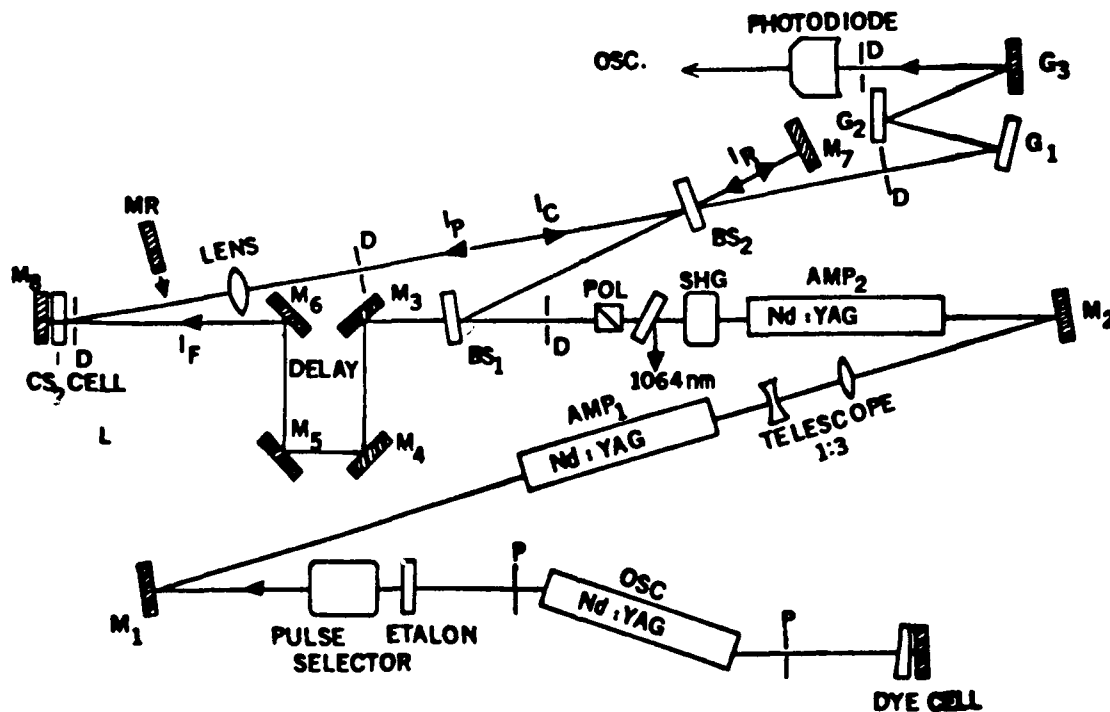 PHOTODIODE
OSC.
D
G3
G2
G1
M7
IR
D
MR
LENS
IP
IC
D
BS2
M8
M6
M3
POL
SHG
AMP2
Nd:YAG
M2
IF
DELAY
BS1
D
1064nm
D
CS2 CELL
L
M5
M4
AMP1
Nd:YAG
TELESCOPE
1:3
P
OSC
Nd:YAG
P
M1
PULSE
SELECTOR
ETALON
DYE CELL